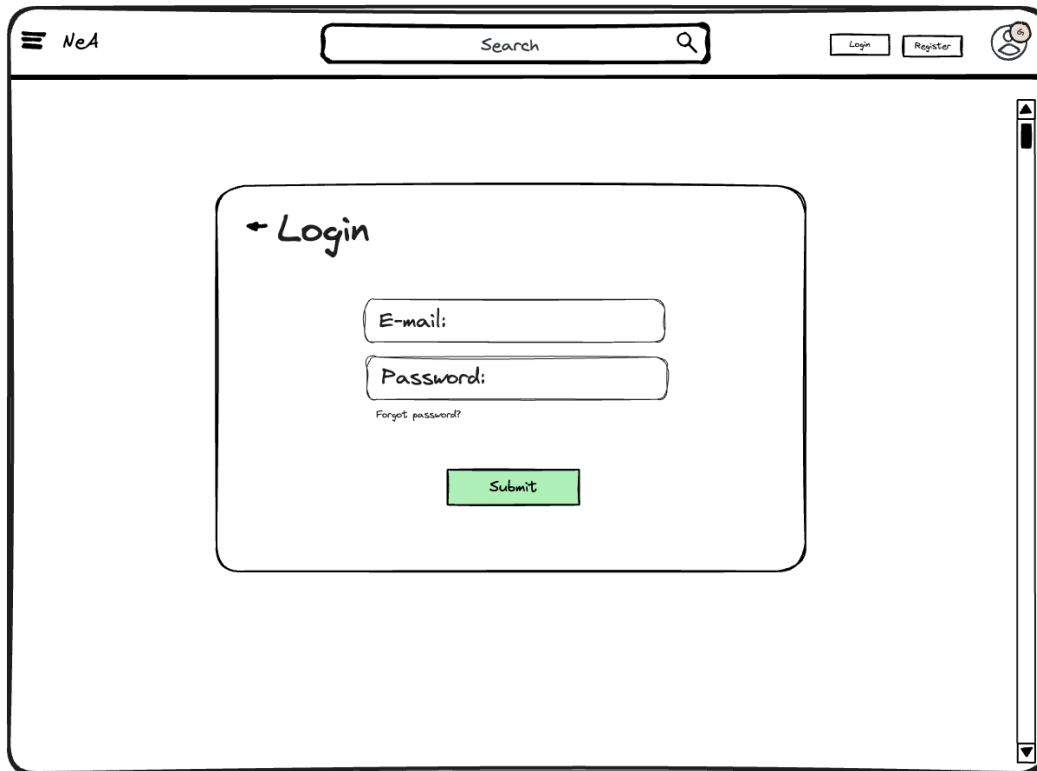 NeA
Search
Login
Register
Login
E-mail:
Password:
Forgot password?
Submit